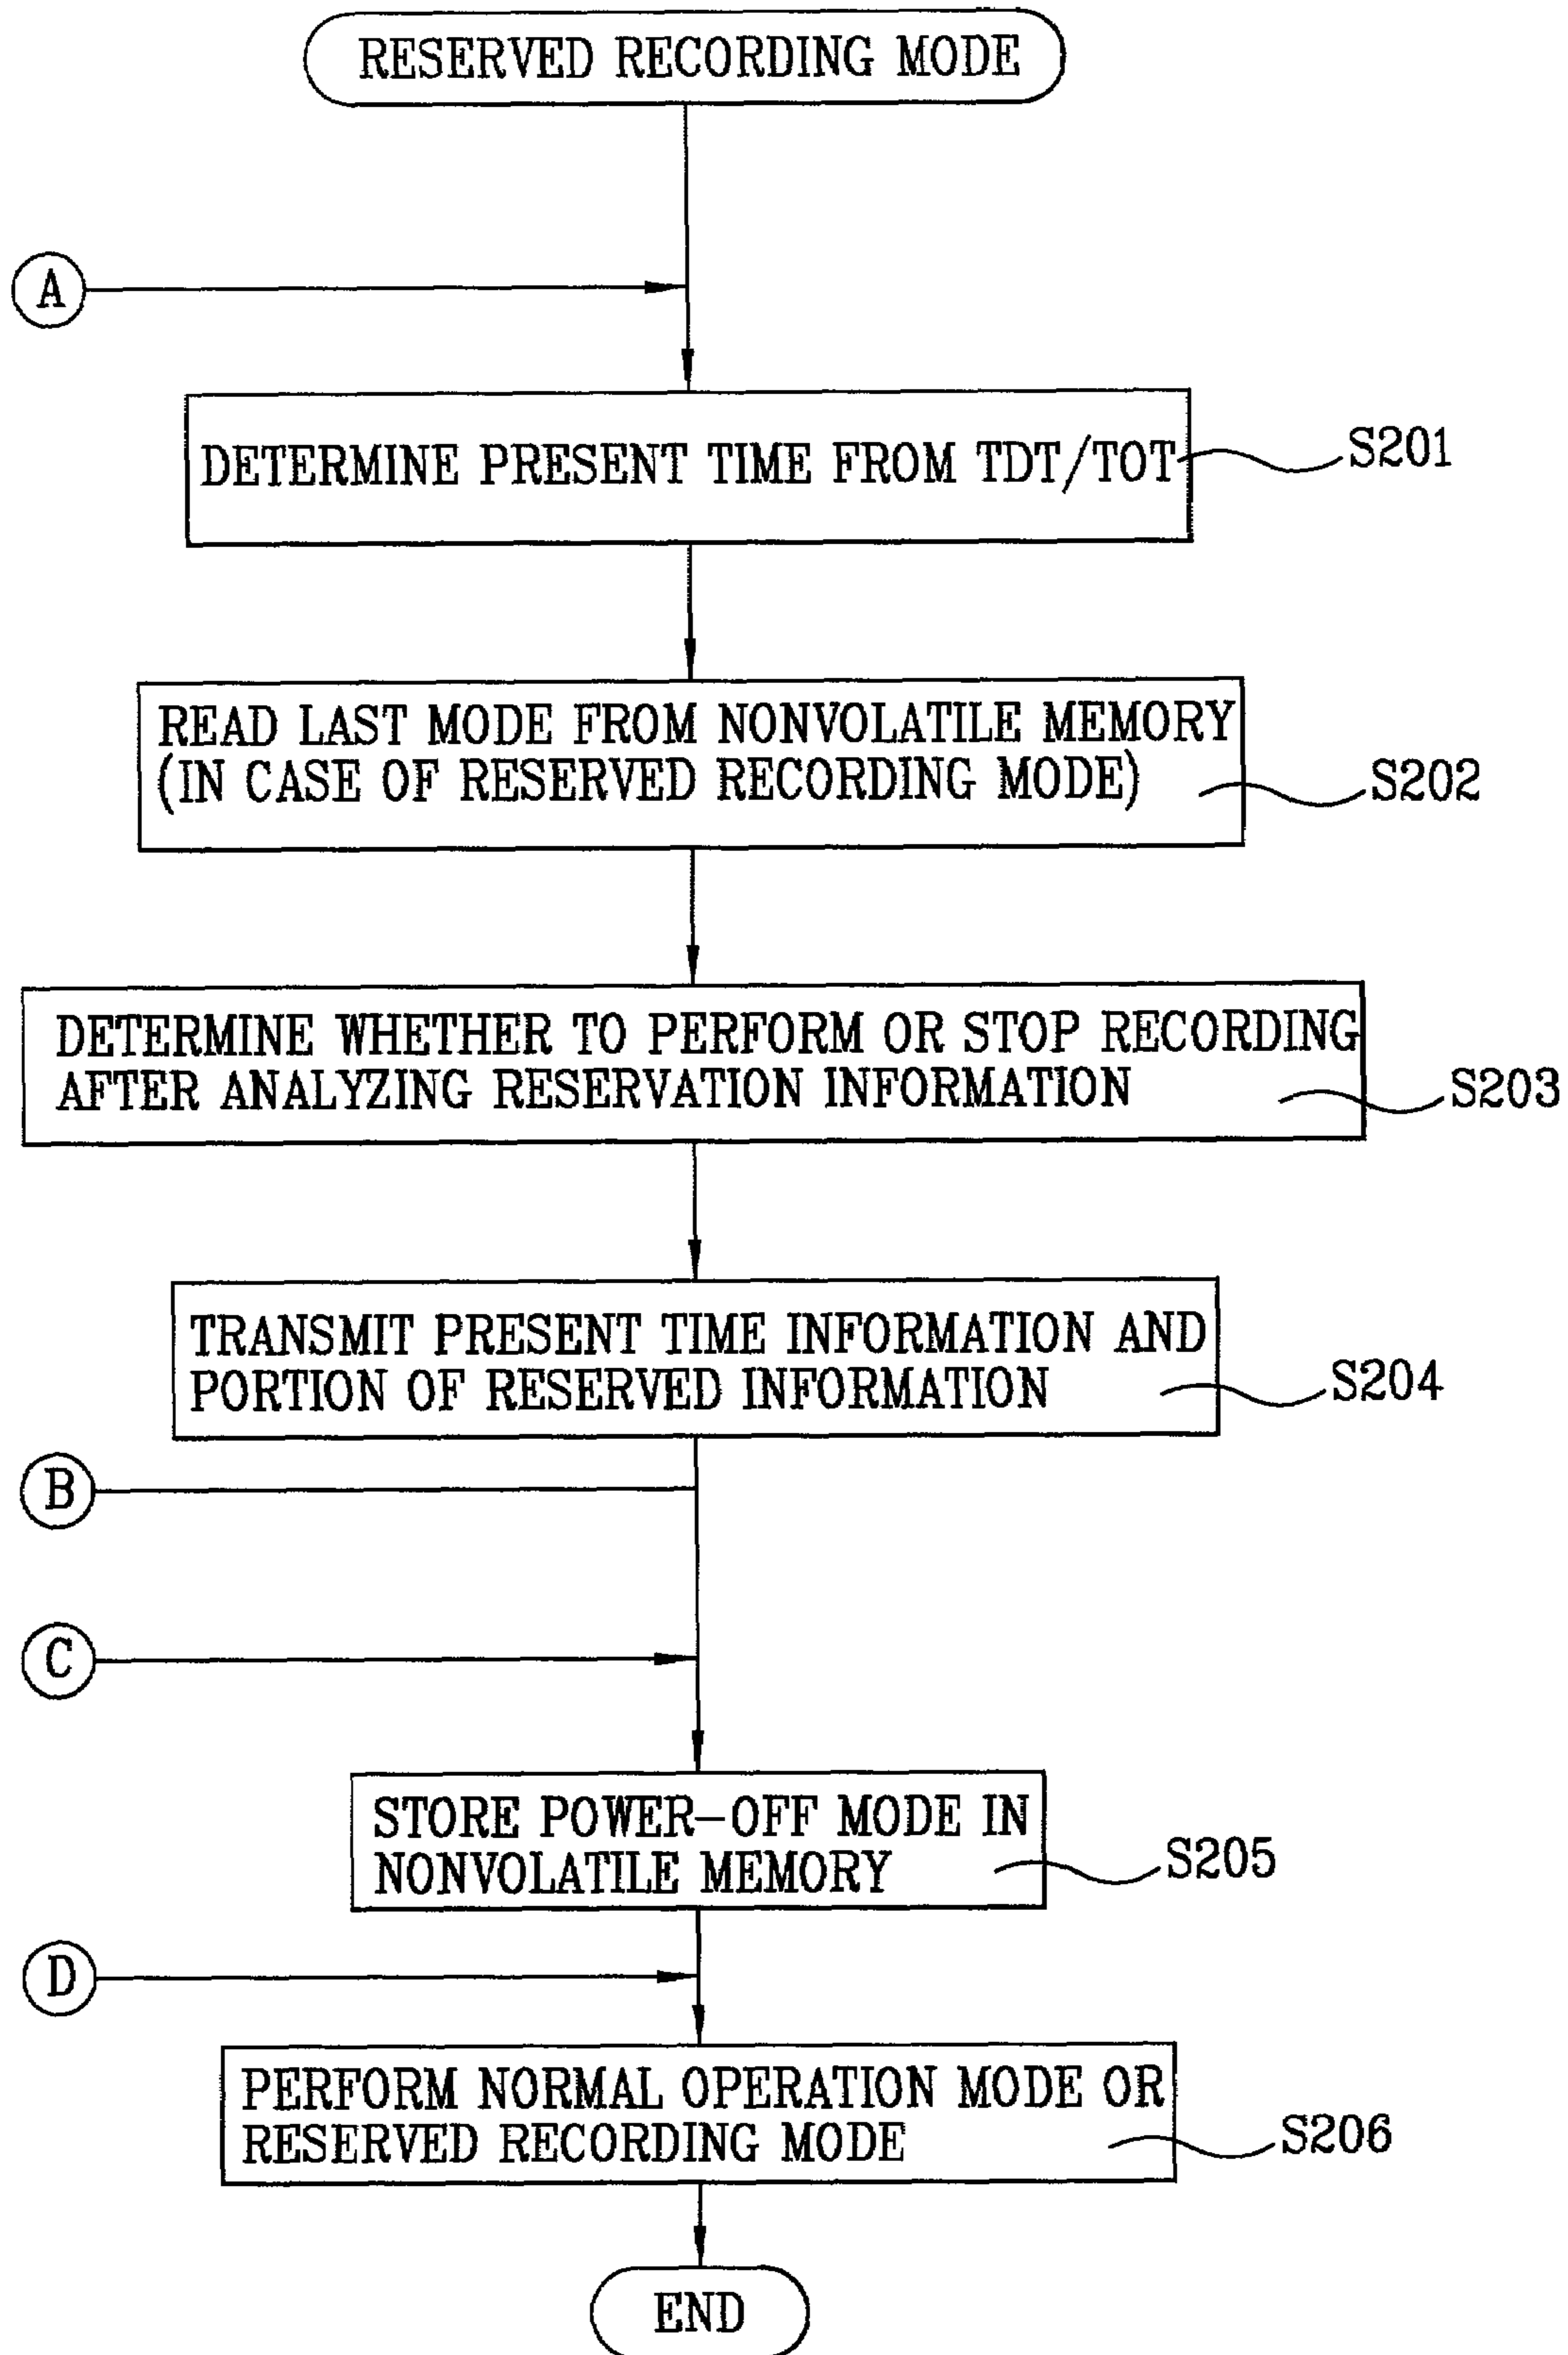 RESERVED RECORDING MODE
A
DETERMINE PRESENT TIME FROM TDT/TOT
S201
READ LAST MODE FROM NONVOLATILE MEMORY
(IN CASE OF RESERVED RECORDING MODE)
S202
DETERMINE WHETHER TO PERFORM OR STOP RECORDING
AFTER ANALYZING RESERVATION INFORMATION
S203
TRANSMIT PRESENT TIME INFORMATION AND
PORTION OF RESERVED INFORMATION
S204
B
C
STORE POWER-OFF MODE IN
NONVOLATILE MEMORY
S205
D
PERFORM NORMAL OPERATION MODE OR
RESERVED RECORDING MODE
S206
END